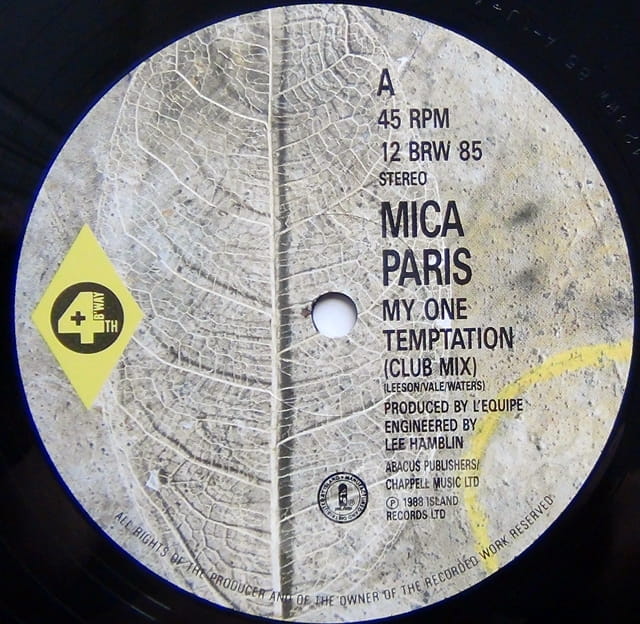 A
45 RPM
12 BRW 85
STEREO
MICA
PARIS
MY ONE
TEMPTATION
(CLUB MIX)
(LEESON/VALE/WATERS)
PRODUCED BY L'EQUIPE
ENGINEERED BY
LEE HAMBLIN
ABACUS PUBLISHERS/
CHAPPELL MUSIC LTD
℗ 1988 ISLAND
RECORDS LTD
4TH + B'WAY
ALL RIGHTS OF THE PRODUCER AND OF THE OWNER OF THE RECORDED WORK RESERVED